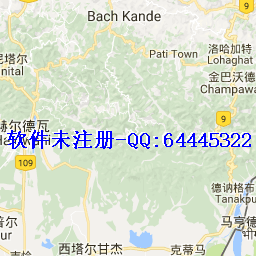 Bach Kande
9
Pati Town
洛哈加特
Lohaghat
尼塔尔
nital
金巴沃德
Champawa
9
赫尔德瓦
软件未注册-QQ:64445322
109
德讷格布
Tanakpu
普尔
ur
马亨德
西塔尔甘杰
克蒂马